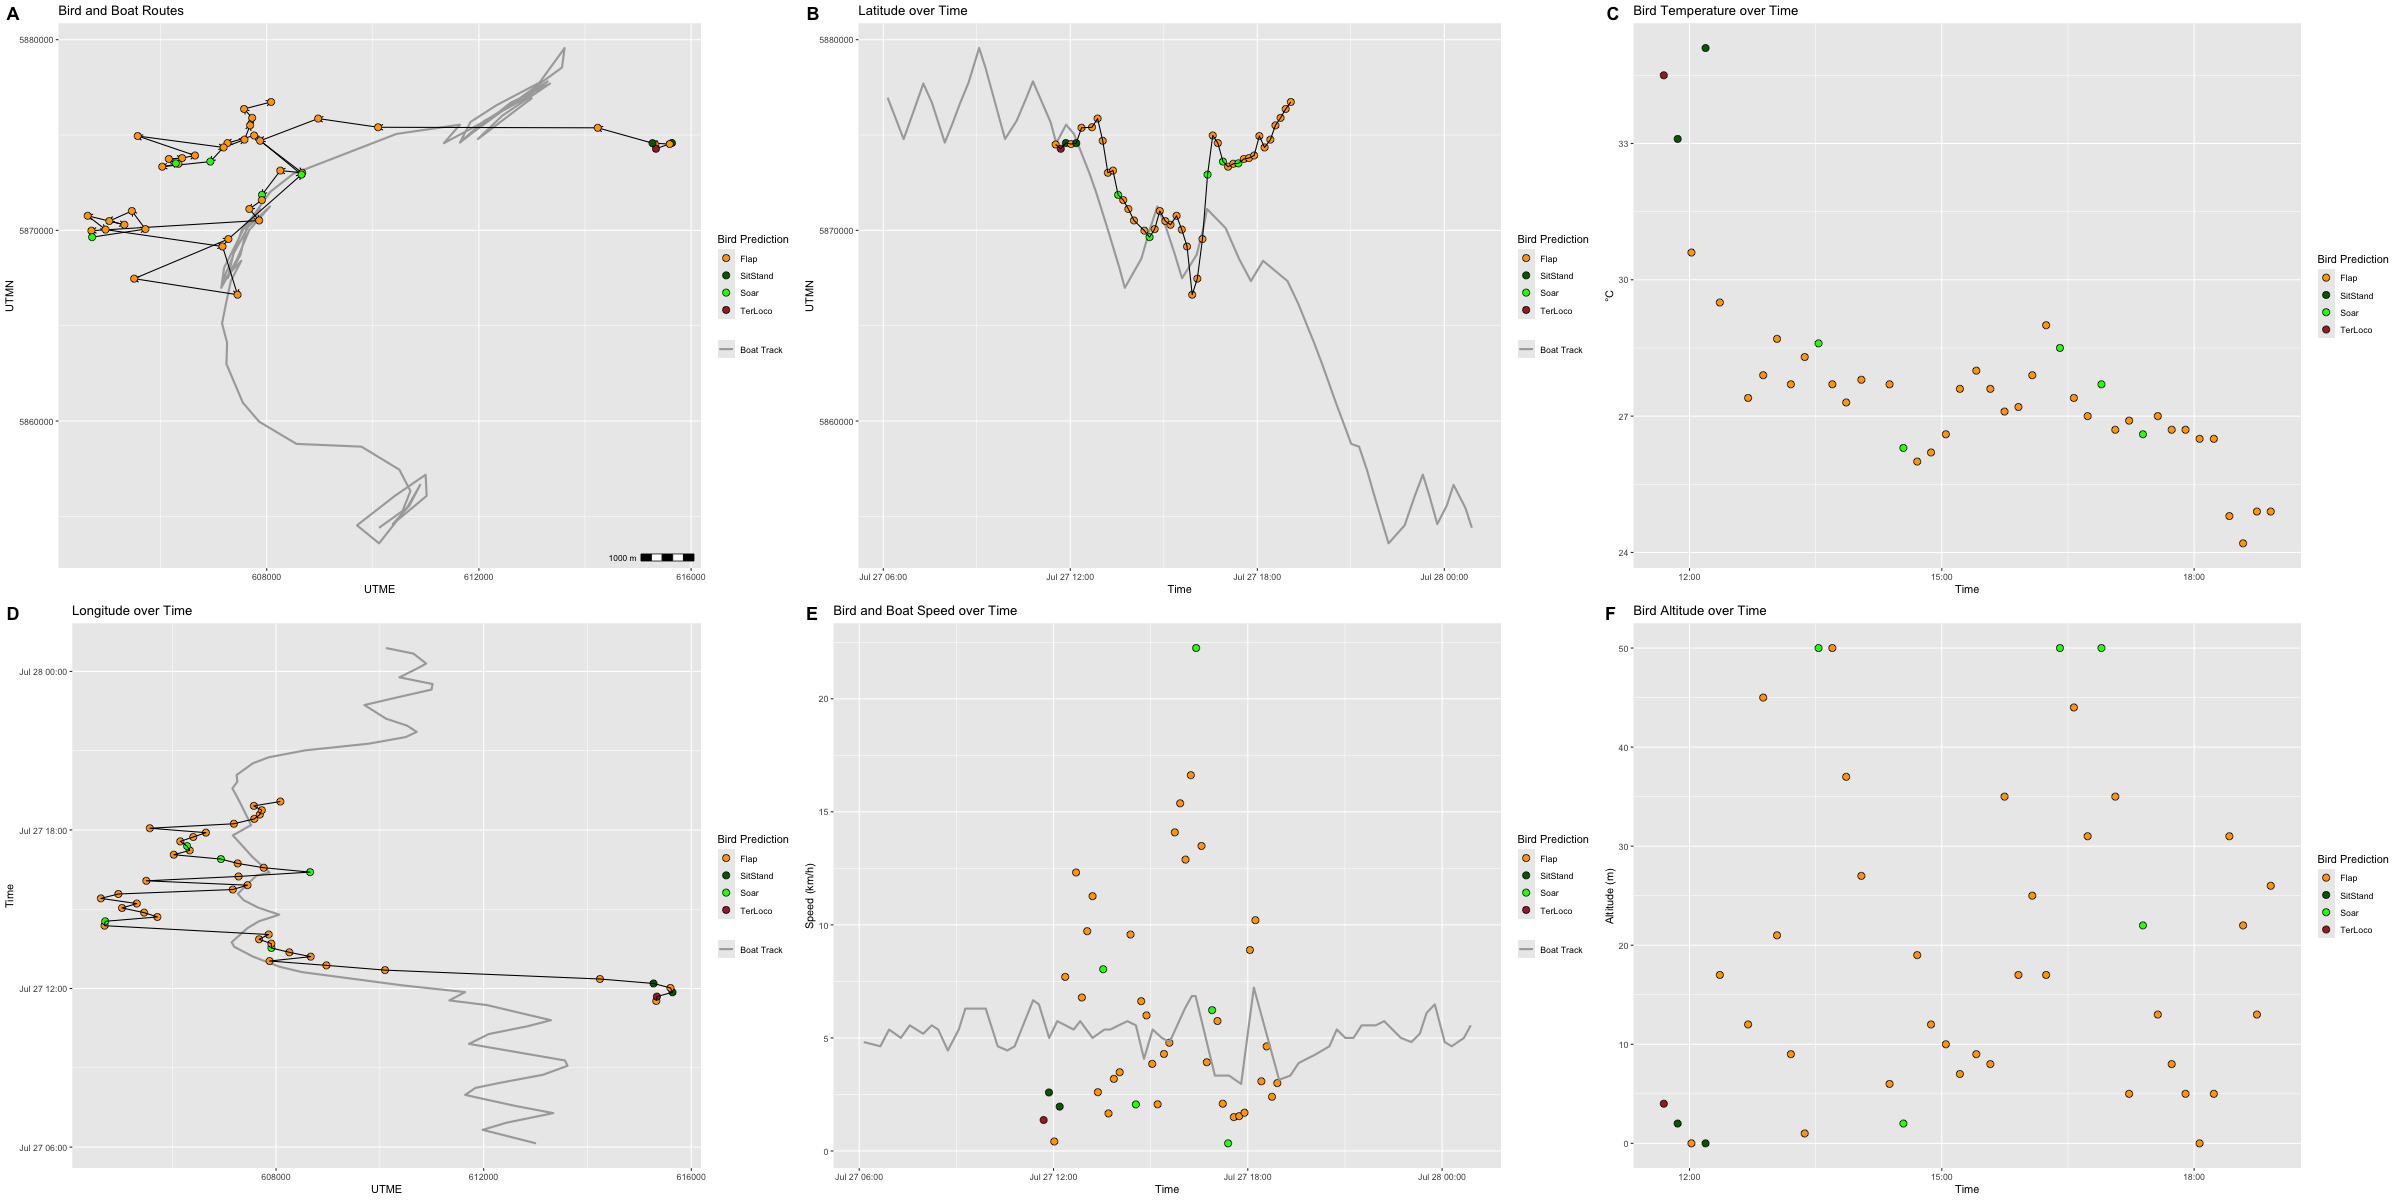 A Bird and Boat Routes
5880000
5870000
5860000
UTMN
608000 612000 616000
UTME
1000 m
Bird Prediction
Flap
SitStand
Soar
TerLoco
Boat Track
B Latitude over Time
5880000
5870000
5860000
UTMN
Jul 27 06:00 Jul 27 12:00 Jul 27 18:00 Jul 28 00:00
Time
Bird Prediction
Flap
SitStand
Soar
TerLoco
Boat Track
C Bird Temperature over Time
33
30
27
24
°C
12:00 15:00 18:00
Time
Bird Prediction
Flap
SitStand
Soar
TerLoco
D Longitude over Time
Jul 28 00:00
Jul 27 18:00
Jul 27 12:00
Jul 27 06:00
Time
608000 612000 616000
UTME
Bird Prediction
Flap
SitStand
Soar
TerLoco
Boat Track
E Bird and Boat Speed over Time
20
15
10
5
0
Speed (km/h)
Jul 27 06:00 Jul 27 12:00 Jul 27 18:00 Jul 28 00:00
Time
Bird Prediction
Flap
SitStand
Soar
TerLoco
Boat Track
F Bird Altitude over Time
50
40
30
20
10
0
Altitude (m)
12:00 15:00 18:00
Time
Bird Prediction
Flap
SitStand
Soar
TerLoco